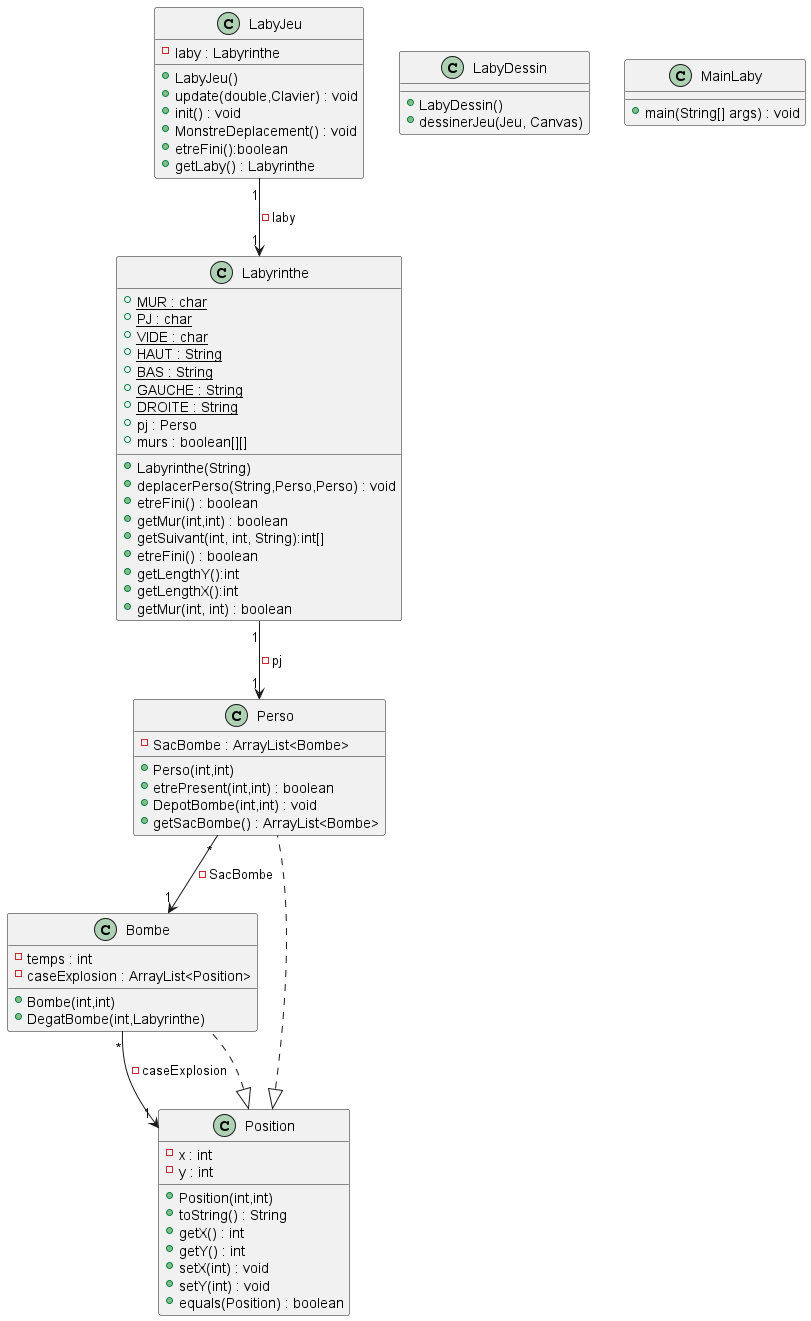 C LabyJeu
laby : Labyrinthe
LabyJeu()
update(double,Clavier) : void
init() : void
MonstreDeplacement() : void
etreFini():boolean
getLaby() : Labyrinthe
C LabyDessin
LabyDessin()
dessinerJeu(Jeu, Canvas)
C MainLaby
main(String[] args) : void
1
laby
1
C Labyrinthe
MUR : char
PJ : char
VIDE : char
HAUT : String
BAS : String
GAUCHE : String
DROITE : String
pj : Perso
murs : boolean[][]
Labyrinthe(String)
deplacerPerso(String,Perso,Perso) : void
etreFini() : boolean
getMur(int,int) : boolean
getSuivant(int, int, String):int[]
etreFini() : boolean
getLengthY():int
getLengthX():int
getMur(int, int) : boolean
1
pj
1
C Perso
SacBombe : ArrayList<Bombe>
Perso(int,int)
etrePresent(int,int) : boolean
DepotBombe(int,int) : void
getSacBombe() : ArrayList<Bombe>
*
SacBombe
1
C Bombe
temps : int
caseExplosion : ArrayList<Position>
Bombe(int,int)
DegatBombe(int,Labyrinthe)
*
caseExplosion
1
C Position
x : int
y : int
Position(int,int)
toString() : String
getX() : int
getY() : int
setX(int) : void
setY(int) : void
equals(Position) : boolean